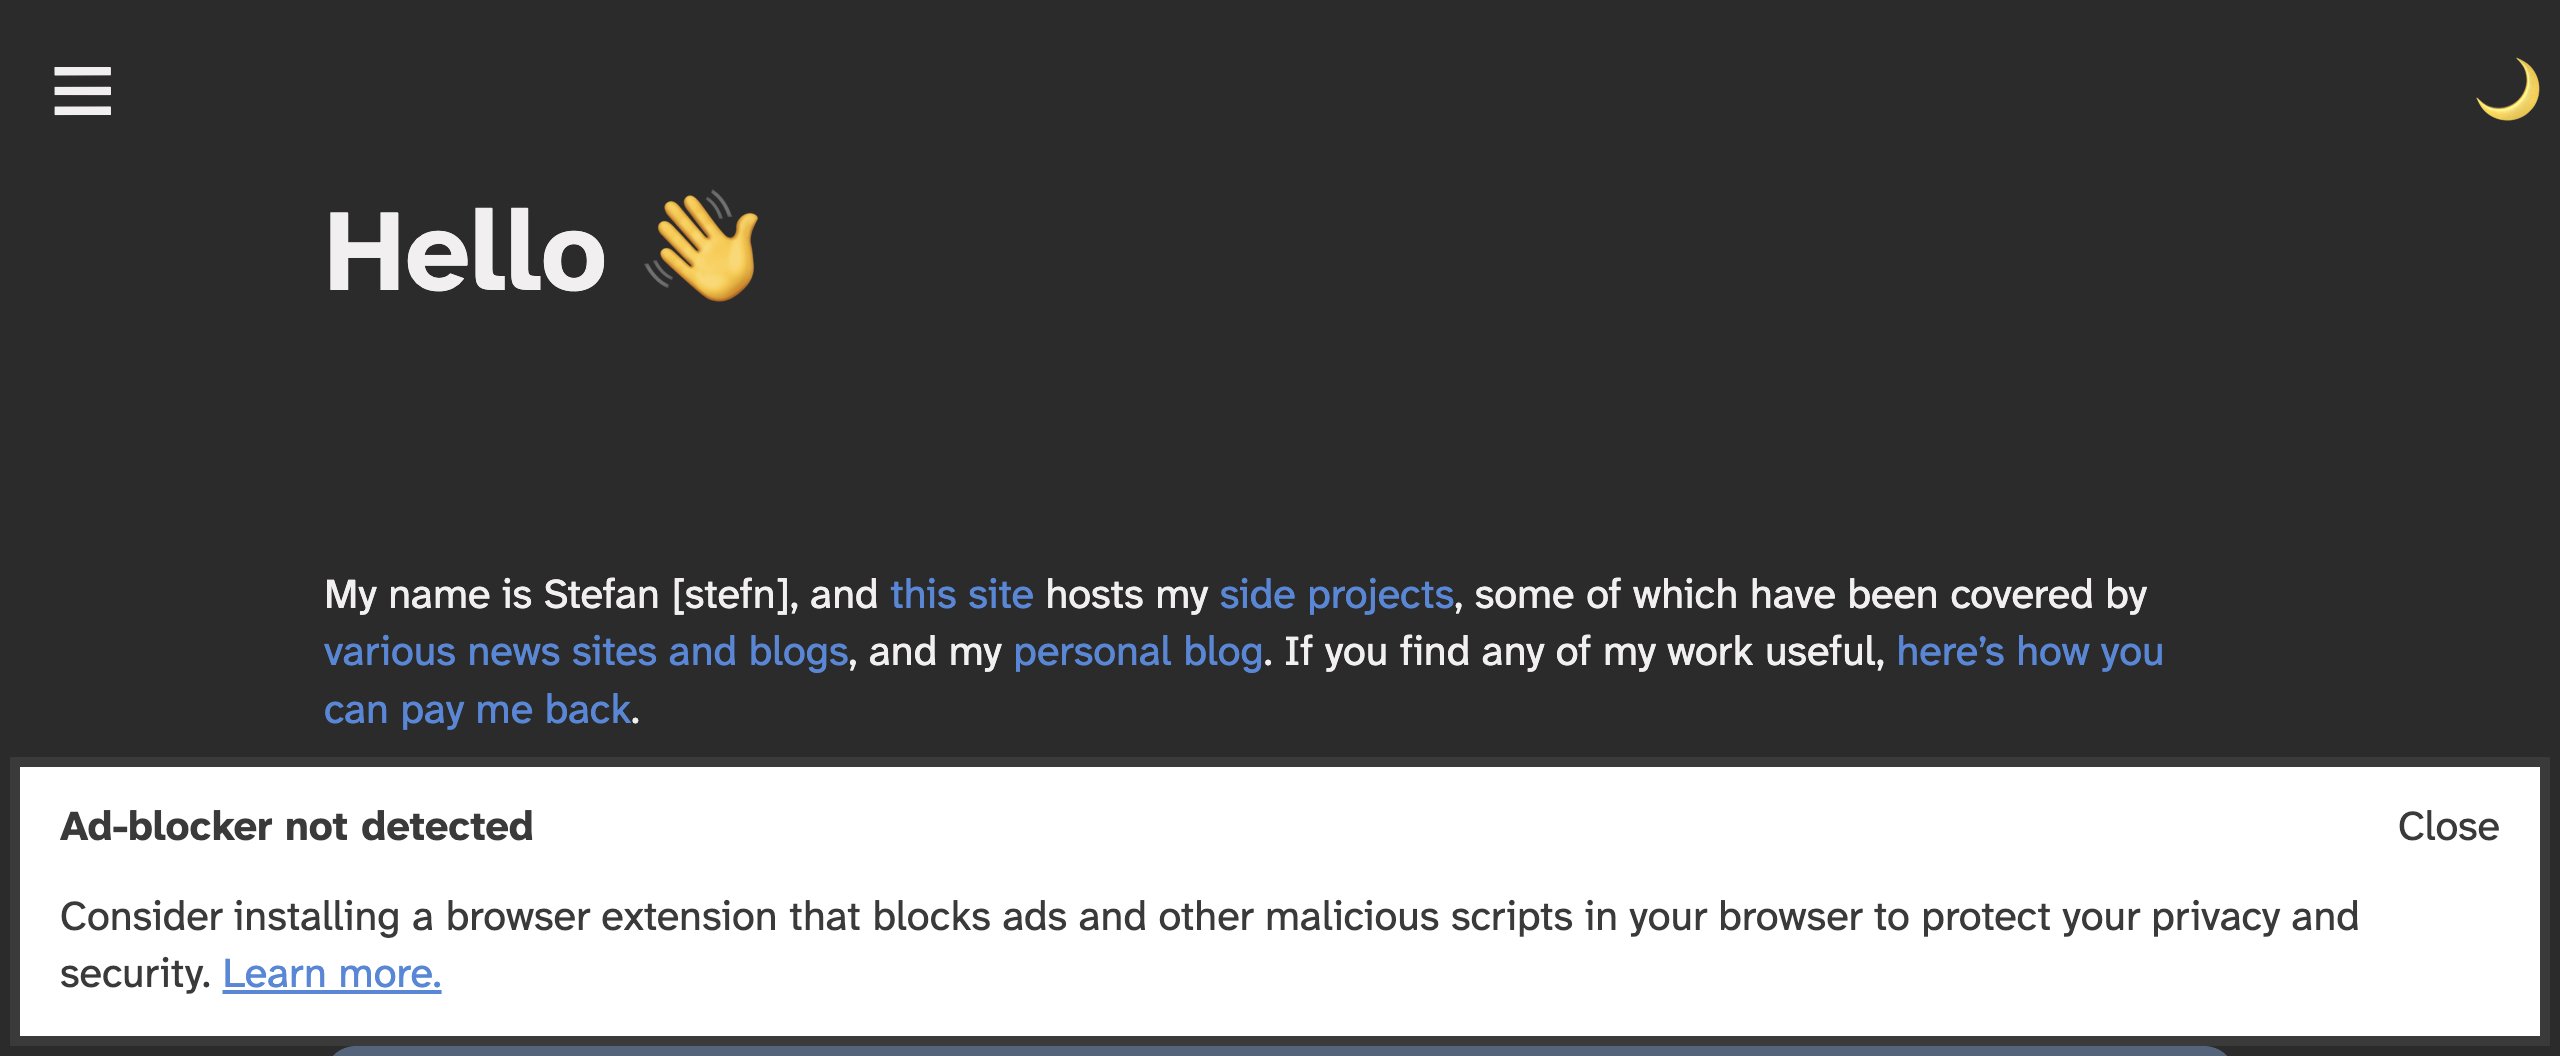 Hello 👋
My name is Stefan [stefn], and this site hosts my side projects, some of which have been covered by
various news sites and blogs, and my personal blog. If you find any of my work useful, here’s how you
can pay me back.
Ad-blocker not detected
Close
Consider installing a browser extension that blocks ads and other malicious scripts in your browser to protect your privacy and
security. Learn more.